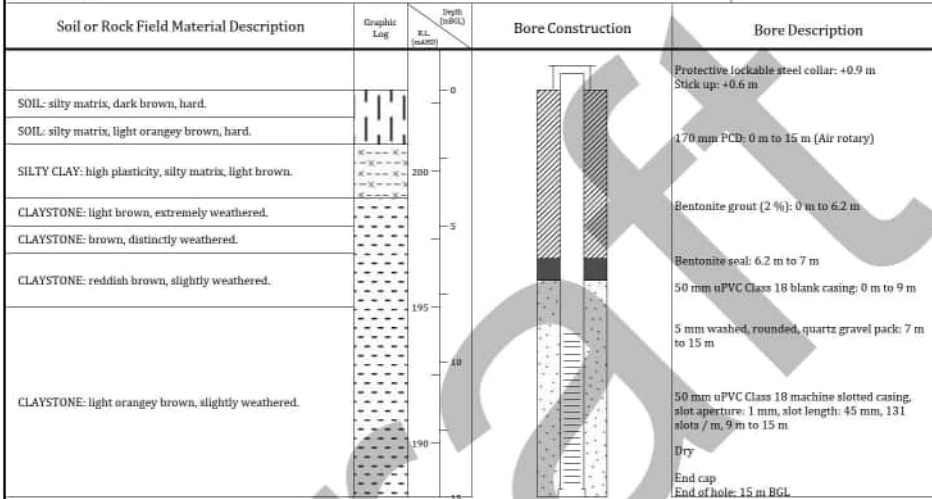 Soil or Rock Field Material Description
Graphic
Log
Depth
(mBGL)
R.L.
(mAHD)
Bore Construction
Bore Description
Protective lockable steel collar: +0.9 m
Stick up: +0.6 m
0
SOIL: silty matrix, dark brown, hard.
SOIL: silty matrix, light orangey brown, hard.
170 mm PCD: 0 m to 15 m (Air rotary)
SILTY CLAY: high plasticity, silty matrix, light brown.
200
CLAYSTONE: light brown, extremely weathered.
Bentonite grout (2 %): 0 m to 6.2 m
5
CLAYSTONE: brown, distinctly weathered.
Bentonite seal: 6.2 m to 7 m
CLAYSTONE: reddish brown, slightly weathered.
50 mm uPVC Class 18 blank casing: 0 m to 9 m
195
5 mm washed, rounded, quartz gravel pack: 7 m
to 15 m
10
CLAYSTONE: light orangey brown, slightly weathered.
50 mm uPVC Class 18 machine slotted casing,
slot aperture: 1 mm, slot length: 45 mm, 131
slots / m, 9 m to 15 m
190
Dry
End cap
End of hole: 15 m BGL
15